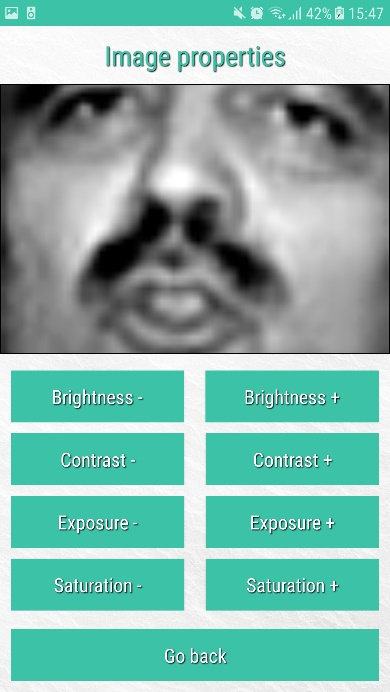 42% 15:47
Image properties
Brightness - Brightness +
Contrast - Contrast +
Exposure - Exposure +
Saturation - Saturation +
Go back